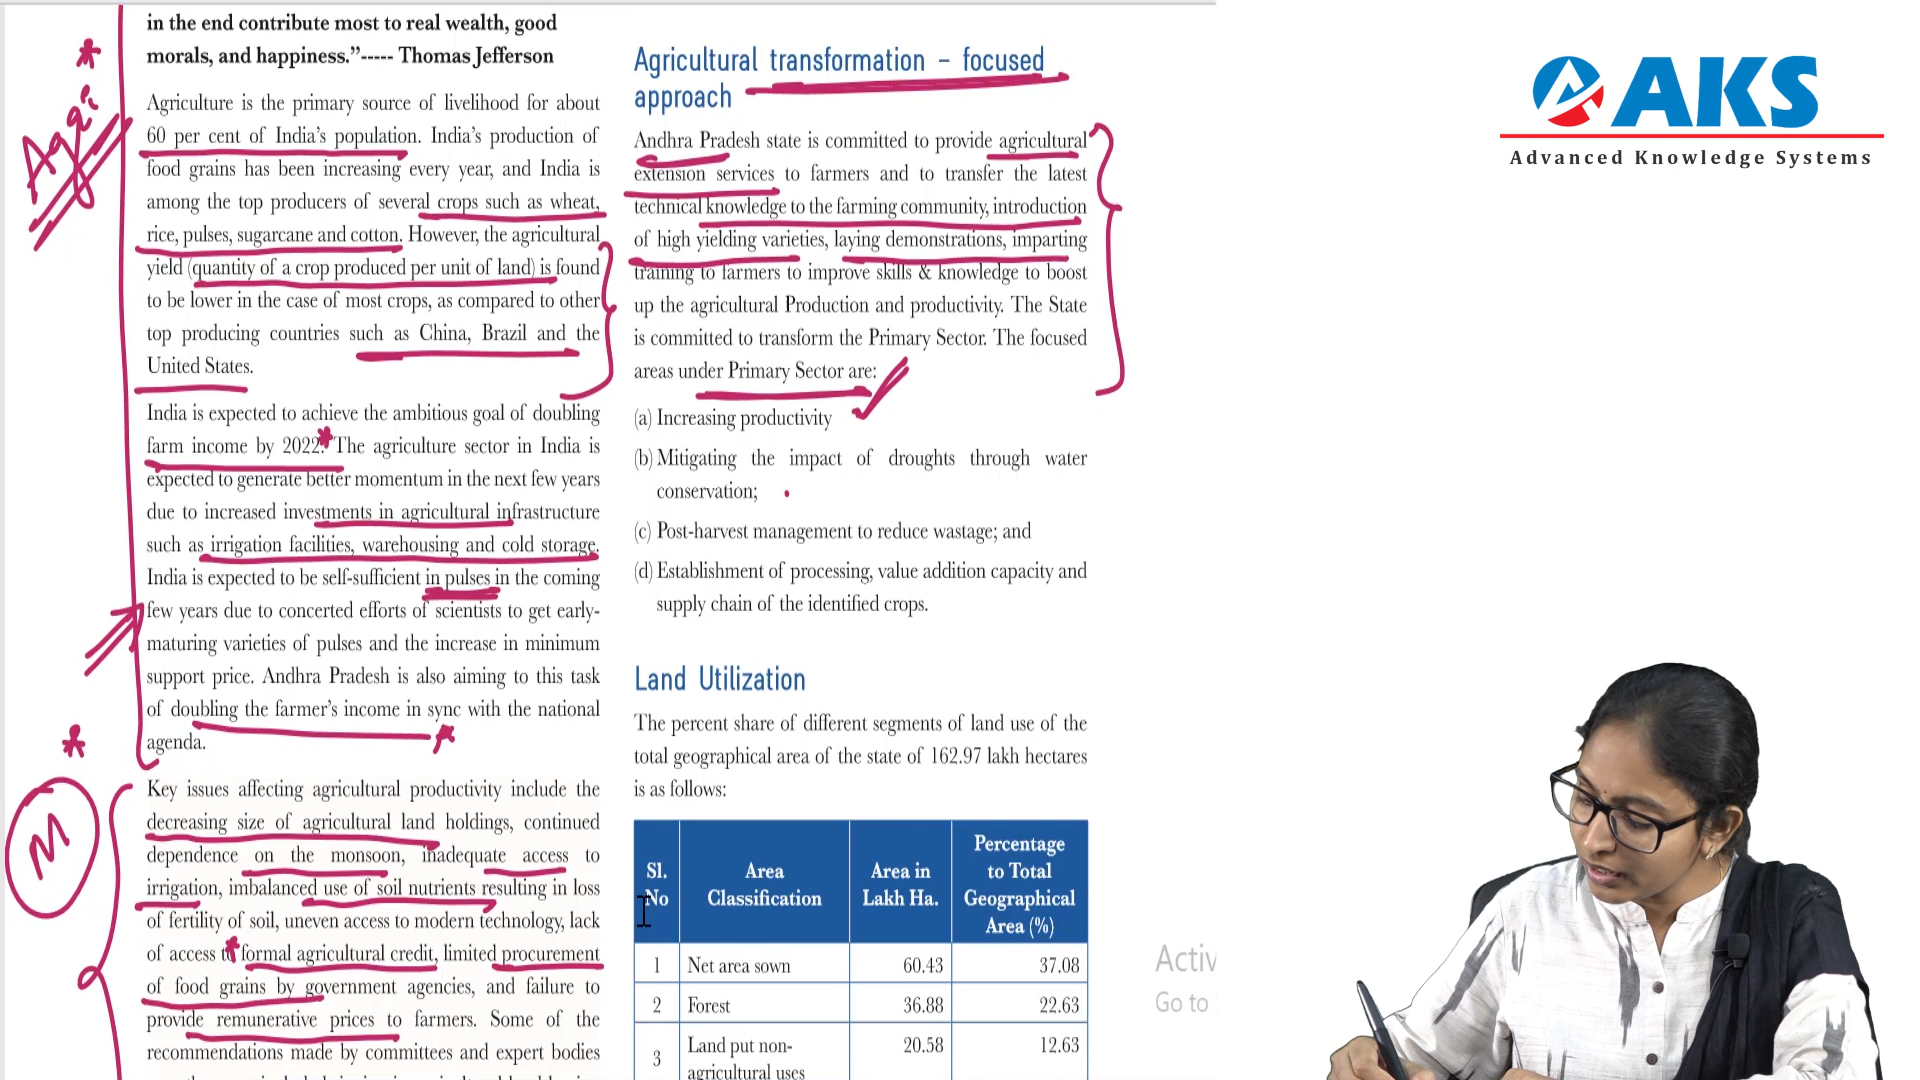 in the end contribute most to real wealth, good
morals, and happiness.”----- Thomas Jefferson
Agriculture is the primary source of livelihood for about
60 per cent of India’s population. India’s production of
food grains has been increasing every year, and India is
among the top producers of several crops such as wheat,
rice, pulses, sugarcane and cotton. However, the agricultural
yield (quantity of a crop produced per unit of land) is found
to be lower in the case of most crops, as compared to other
top producing countries such as China, Brazil and the
United States.
India is expected to achieve the ambitious goal of doubling
farm income by 2022. The agriculture sector in India is
expected to generate better momentum in the next few years
due to increased investments in agricultural infrastructure
such as irrigation facilities, warehousing and cold storage.
India is expected to be self-sufficient in pulses in the coming
few years due to concerted efforts of scientists to get early-
maturing varieties of pulses and the increase in minimum
support price. Andhra Pradesh is also aiming to this task
of doubling the farmer’s income in sync with the national
agenda.
Key issues affecting agricultural productivity include the
decreasing size of agricultural land holdings, continued
dependence on the monsoon, inadequate access to
irrigation, imbalanced use of soil nutrients resulting in loss
of fertility of soil, uneven access to modern technology, lack
of access to formal agricultural credit, limited procurement
of food grains by government agencies, and failure to
provide remunerative prices to farmers. Some of the
recommendations made by committees and expert bodies
Agri
M
Agricultural transformation – focused
approach
Andhra Pradesh state is committed to provide agricultural
extension services to farmers and to transfer the latest
technical knowledge to the farming community, introduction
of high yielding varieties, laying demonstrations, imparting
training to farmers to improve skills & knowledge to boost
up the agricultural Production and productivity. The State
is committed to transform the Primary Sector. The focused
areas under Primary Sector are:
(a) Increasing productivity
(b) Mitigating the impact of droughts through water
conservation;
(c) Post-harvest management to reduce wastage; and
(d) Establishment of processing, value addition capacity and
supply chain of the identified crops.
Land Utilization
The percent share of different segments of land use of the
total geographical area of the state of 162.97 lakh hectares
is as follows:
Sl. No Area Classification Area in Lakh Ha. Percentage to Total Geographical Area (%)
1 Net area sown 60.43 37.08
2 Forest 36.88 22.63
3 Land put non-agricultural uses 20.58 12.63
AKS
Advanced Knowledge Systems
Activ
Go to